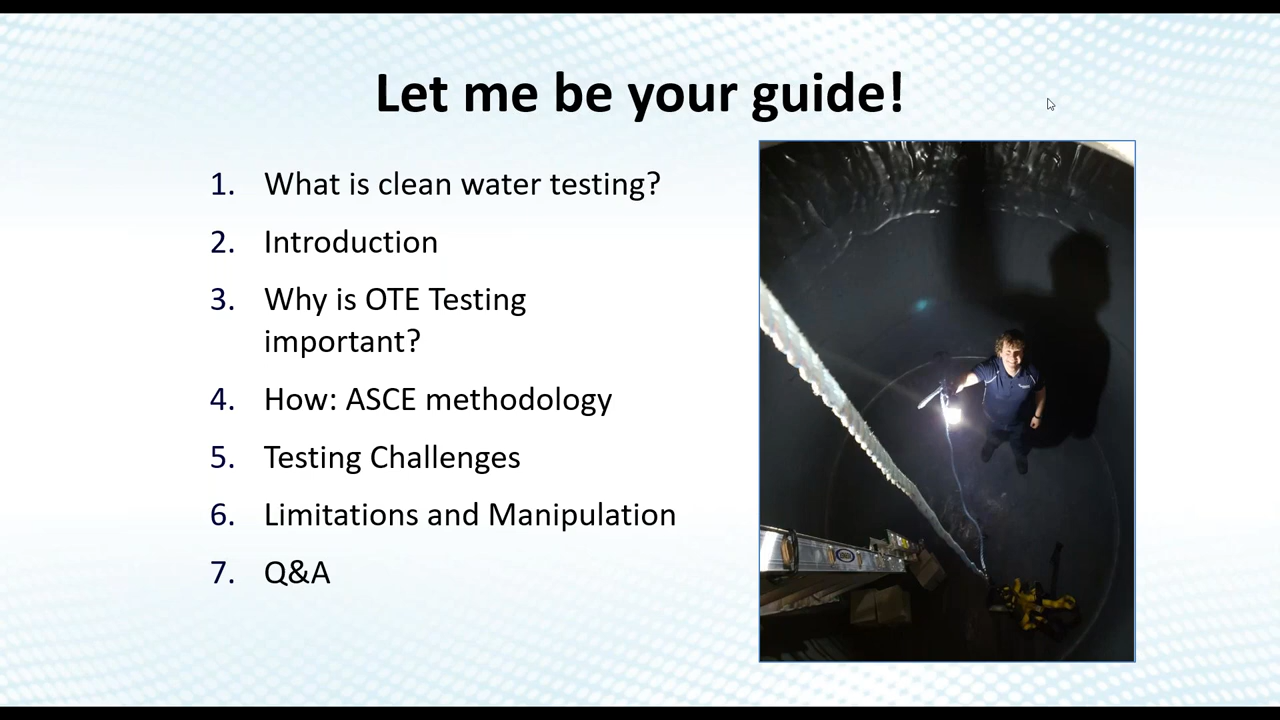 Let me be your guide!
1. What is clean water testing?
2. Introduction
3. Why is OTE Testing
important?
4. How: ASCE methodology
5. Testing Challenges
6. Limitations and Manipulation
7. Q&A